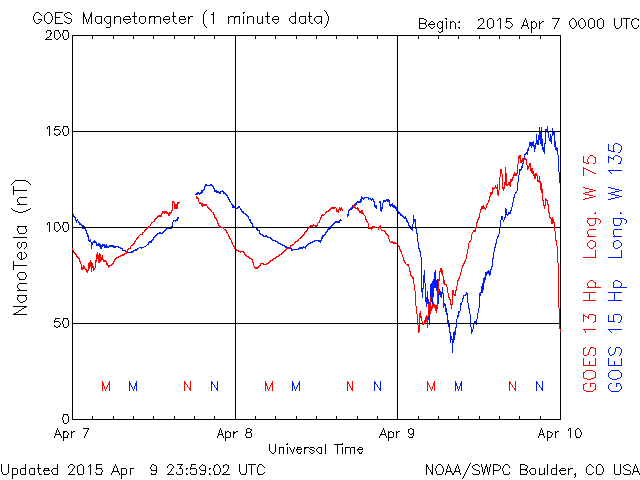 GOES Magnetometer (1 minute data)
Begin: 2015 Apr 7 0000 UTC
200
150
100
50
0
NanoTesla (nT)
M M N N M M N N M M N N
Apr 7 Apr 8 Apr 9 Apr 10
Universal Time
GOES 13 Hp Long. W 75
GOES 15 Hp Long. W 135
Updated 2015 Apr 9 23:59:02 UTC
NOAA/SWPC Boulder, CO USA